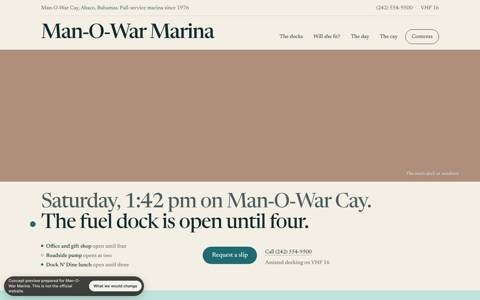 Man-O-War Cay, Abaco, Bahamas. Full-service marina since 1976
(242) 554-9500 VHF 16
Man-O-War Marina
The docks Will she fit? The day The cay Contents
The main dock at sundown
Saturday, 1:42 pm on Man-O-War Cay.
The fuel dock is open until four.
Office and gift shop open until four
Roadside pump opens at two
Dock N' Dine lunch open until three
Request a slip
Call (242) 554-9500
Assisted docking on VHF 16
Concept preview prepared for Man-O-
War Marina. This is not the official
website.
What we would change